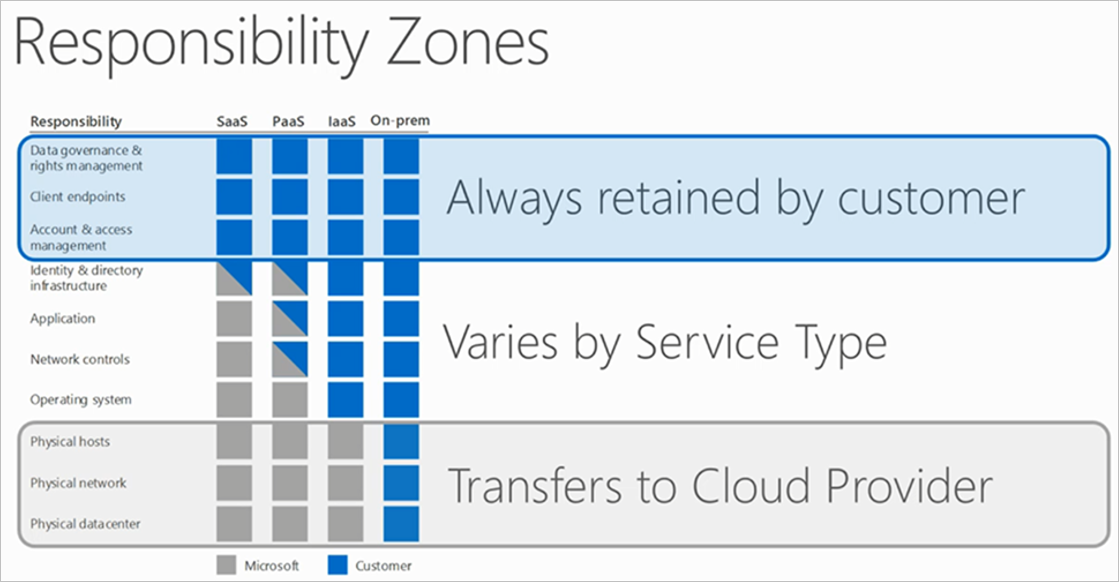 Responsibility Zones
Responsibility SaaS PaaS IaaS On-prem
Data governance &
rights management
Client endpoints
Account & access
management
Always retained by customer
Identity & directory
infrastructure
Application
Network controls
Operating system
Varies by Service Type
Physical hosts
Physical network
Physical datacenter
Transfers to Cloud Provider
Microsoft Customer